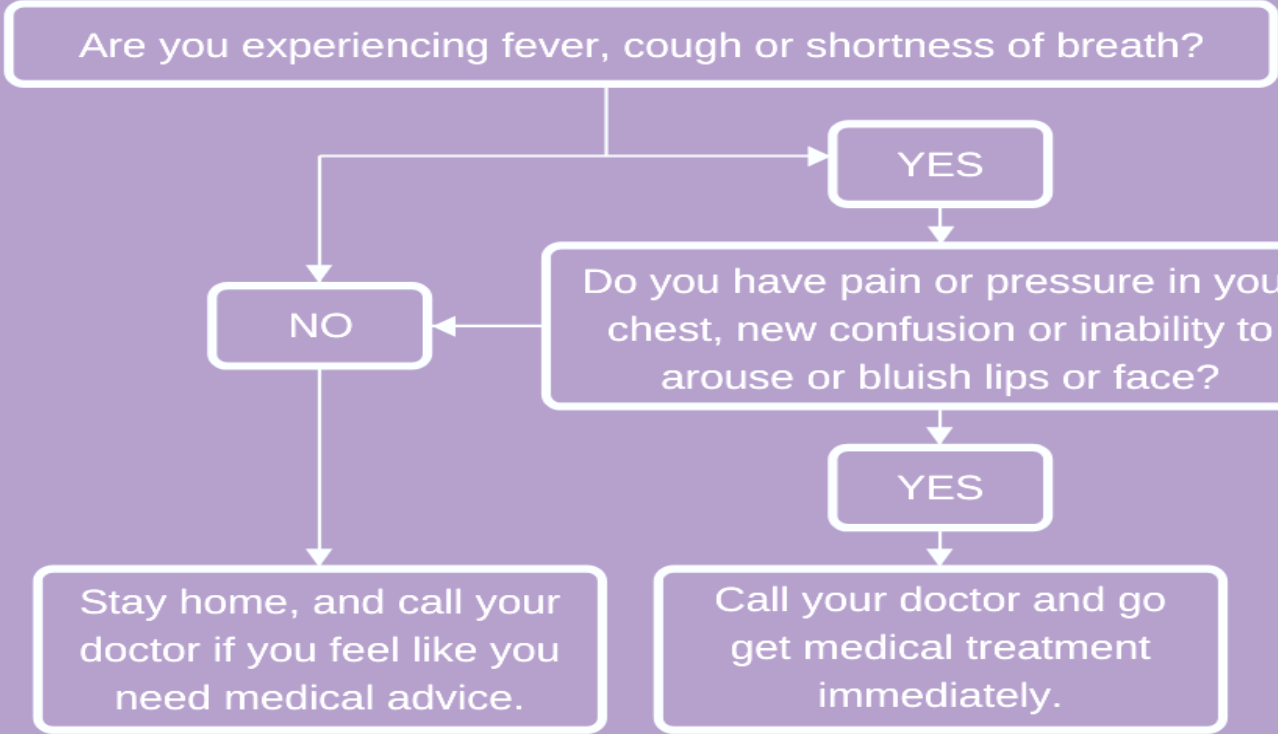 Are you experiencing fever, cough or shortness of breath?
YES
Do you have pain or pressure in you
chest, new confusion or inability to
arouse or bluish lips or face?
NO
YES
Stay home, and call your
doctor if you feel like you
need medical advice.
Call your doctor and go
get medical treatment
immediately.